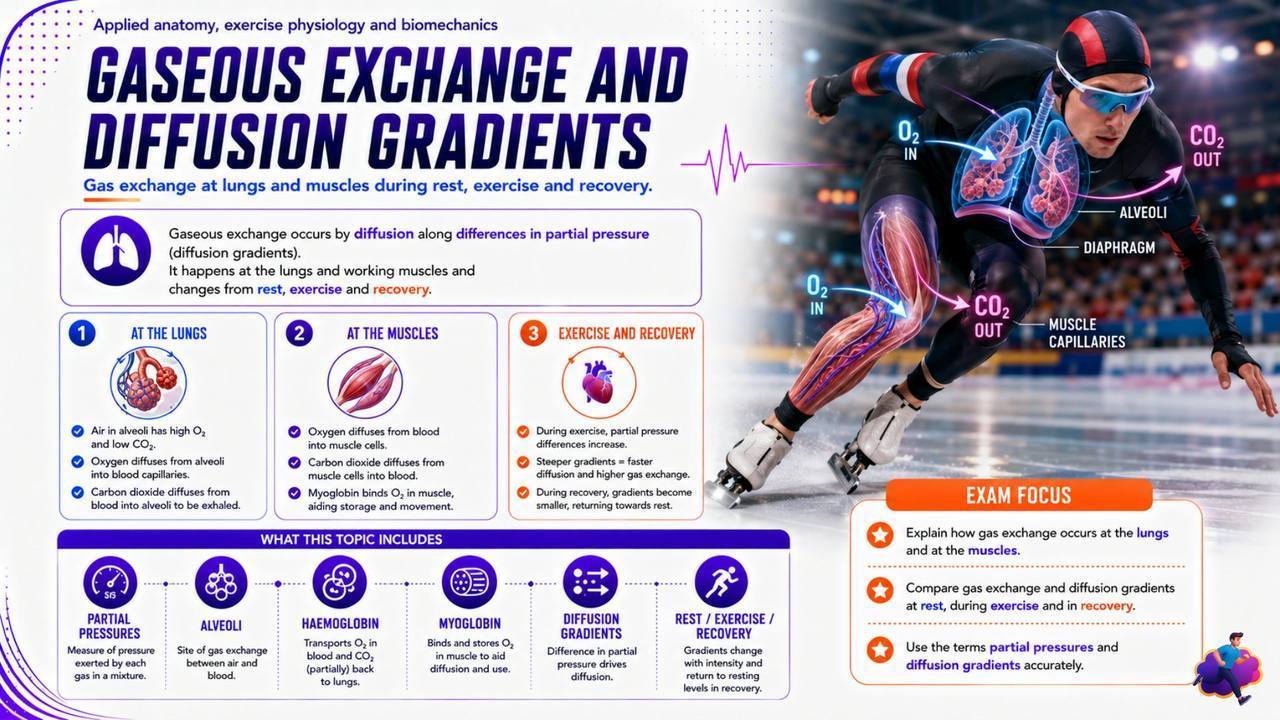 Applied anatomy, exercise physiology and biomechanics
GASEOUS EXCHANGE AND
DIFFUSION GRADIENTS
Gas exchange at lungs and muscles during rest, exercise and recovery.
Gaseous exchange occurs by diffusion along differences in partial pressure
(diffusion gradients).
It happens at the lungs and working muscles and
changes from rest, exercise and recovery.
1 AT THE LUNGS
Air in alveoli has high O₂
and low CO₂.
Oxygen diffuses from alveoli
into blood capillaries.
Carbon dioxide diffuses from
blood into alveoli to be exhaled.
2 AT THE MUSCLES
Oxygen diffuses from blood
into muscle cells.
Carbon dioxide diffuses from
muscle cells into blood.
Myoglobin binds O₂ in muscle,
aiding storage and movement.
3 EXERCISE AND RECOVERY
During exercise, partial pressure
differences increase.
Steeper gradients = faster
diffusion and higher gas exchange.
During recovery, gradients become
smaller, returning towards rest.
WHAT THIS TOPIC INCLUDES
PARTIAL
PRESSURES
Measure of pressure
exerted by each
gas in a mixture.
ALVEOLI
Site of gas exchange
between air and
blood.
HAEMOGLOBIN
Transports O₂ in
blood and CO₂
(partially) back
to lungs.
MYOGLOBIN
Binds and stores O₂
in muscle to aid
diffusion and use.
DIFFUSION
GRADIENTS
Difference in partial
pressure drives
diffusion.
REST / EXERCISE /
RECOVERY
Gradients change
with intensity and
return to resting
levels in recovery.
O₂
IN
CO₂
OUT
ALVEOLI
DIAPHRAGM
O₂
IN
CO₂
OUT
MUSCLE
CAPILLARIES
EXAM FOCUS
Explain how gas exchange occurs at the lungs
and at the muscles.
Compare gas exchange and diffusion gradients
at rest, during exercise and in recovery.
Use the terms partial pressures and
diffusion gradients accurately.